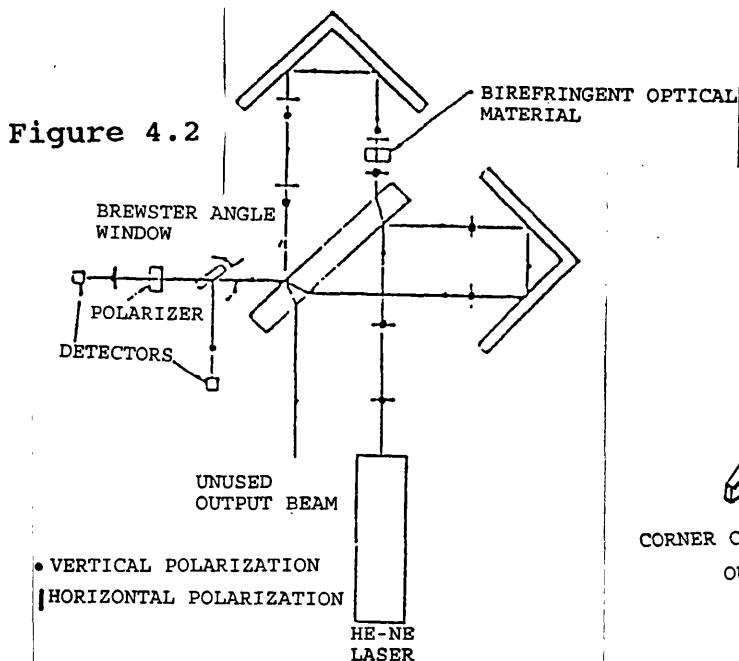 Figure 4.2
BIREFRINGENT OPTICAL
MATERIAL
BREWSTER ANGLE
WINDOW
POLARIZER
DETECTORS
UNUSED
OUTPUT BEAM
• VERTICAL POLARIZATION
| HORIZONTAL POLARIZATION
HE-NE
LASER
CORNER C
OU